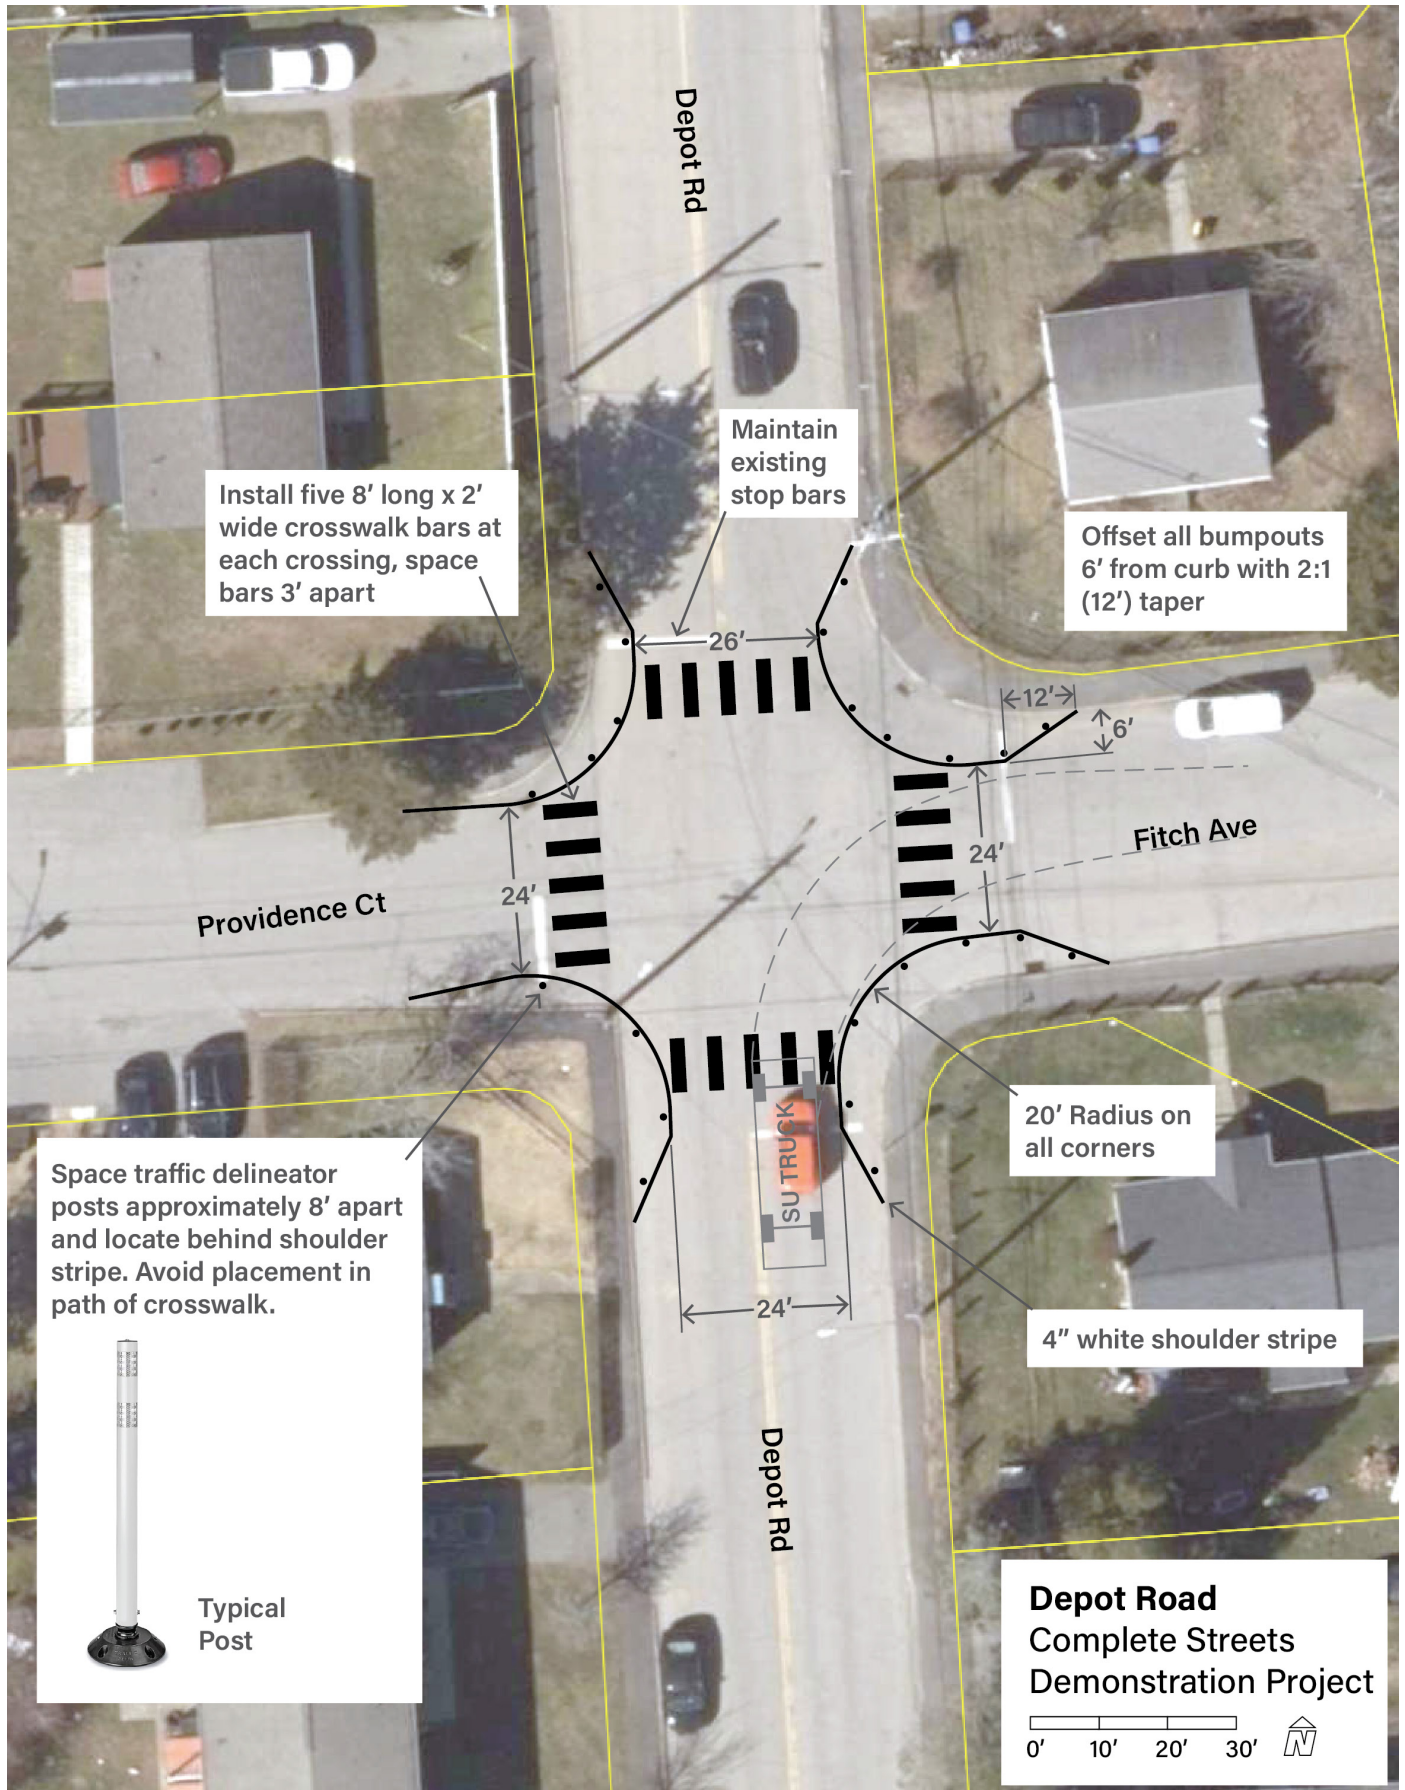 Depot Rd
Maintain
existing
stop bars
Install five 8′ long x 2′
wide crosswalk bars at
each crossing, space
bars 3′ apart
Offset all bumpouts
6′ from curb with 2:1
(12′) taper
26′
12′
6′
24′
Fitch Ave
24′
Providence Ct
20′ Radius on
all corners
SU TRUCK
Space traffic delineator
posts approximately 8′ apart
and locate behind shoulder
stripe. Avoid placement in
path of crosswalk.
24′
4″ white shoulder stripe
Depot Rd
Typical
Post
Depot Road
Complete Streets
Demonstration Project
0′ 10′ 20′ 30′
N